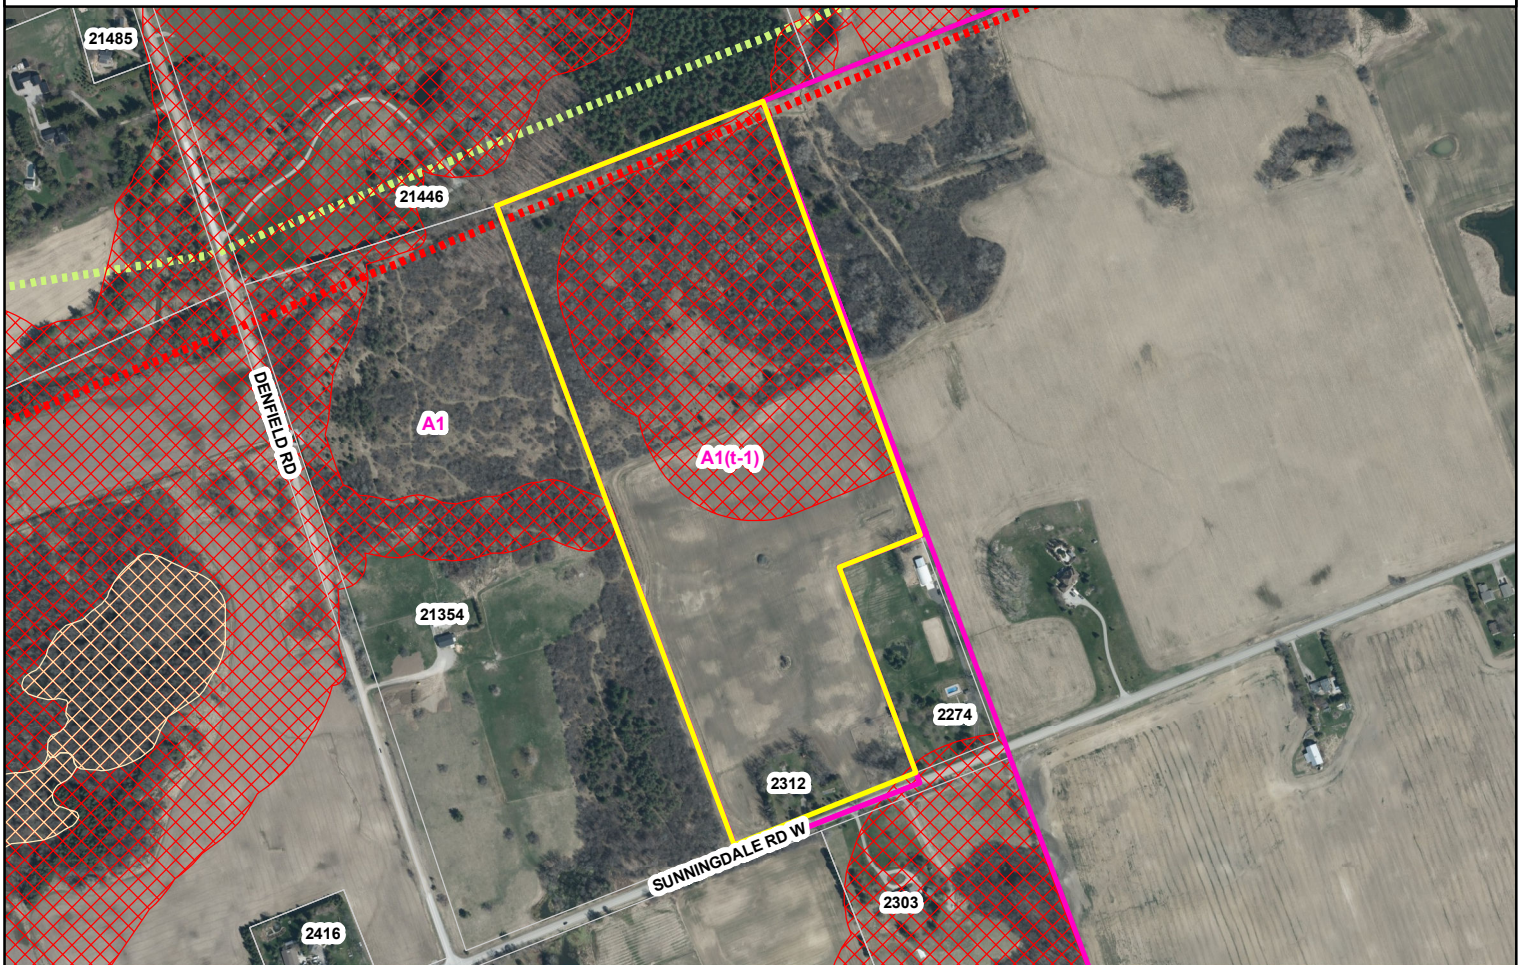 21485
21446
DENFIELD RD
A1
A1(t-1)
21354
2274
2312
SUNNINGDALE RD W
2303
2416